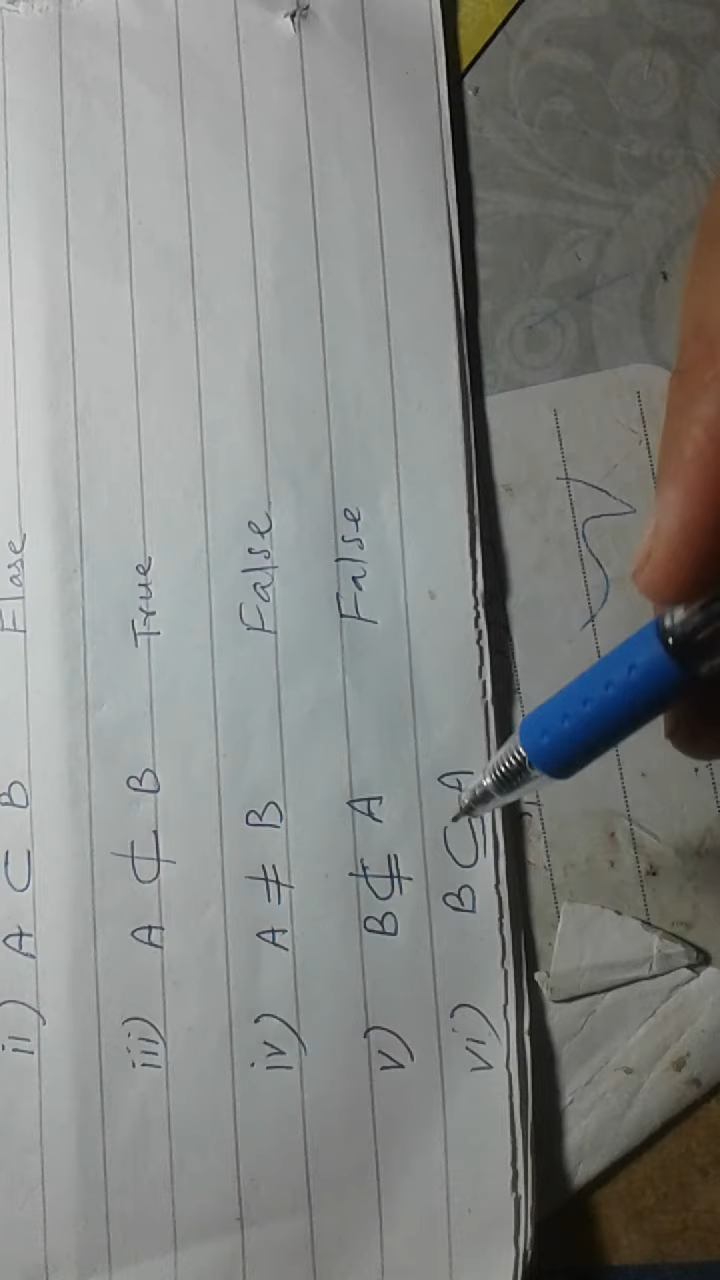 ii) A ⊂ B Flase
iii) A ⊄ B True
iv) A ≠ B False
v) B ⊈ A False
vi) B ⊆ A